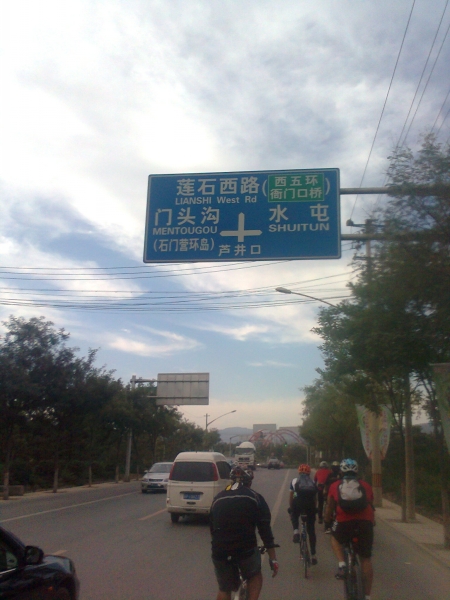 莲石西路(西五环
衙门口桥)
LIANSHI West Rd
门头沟 水屯
MENTOUGOU SHUITUN
(石门营环岛) 芦井口